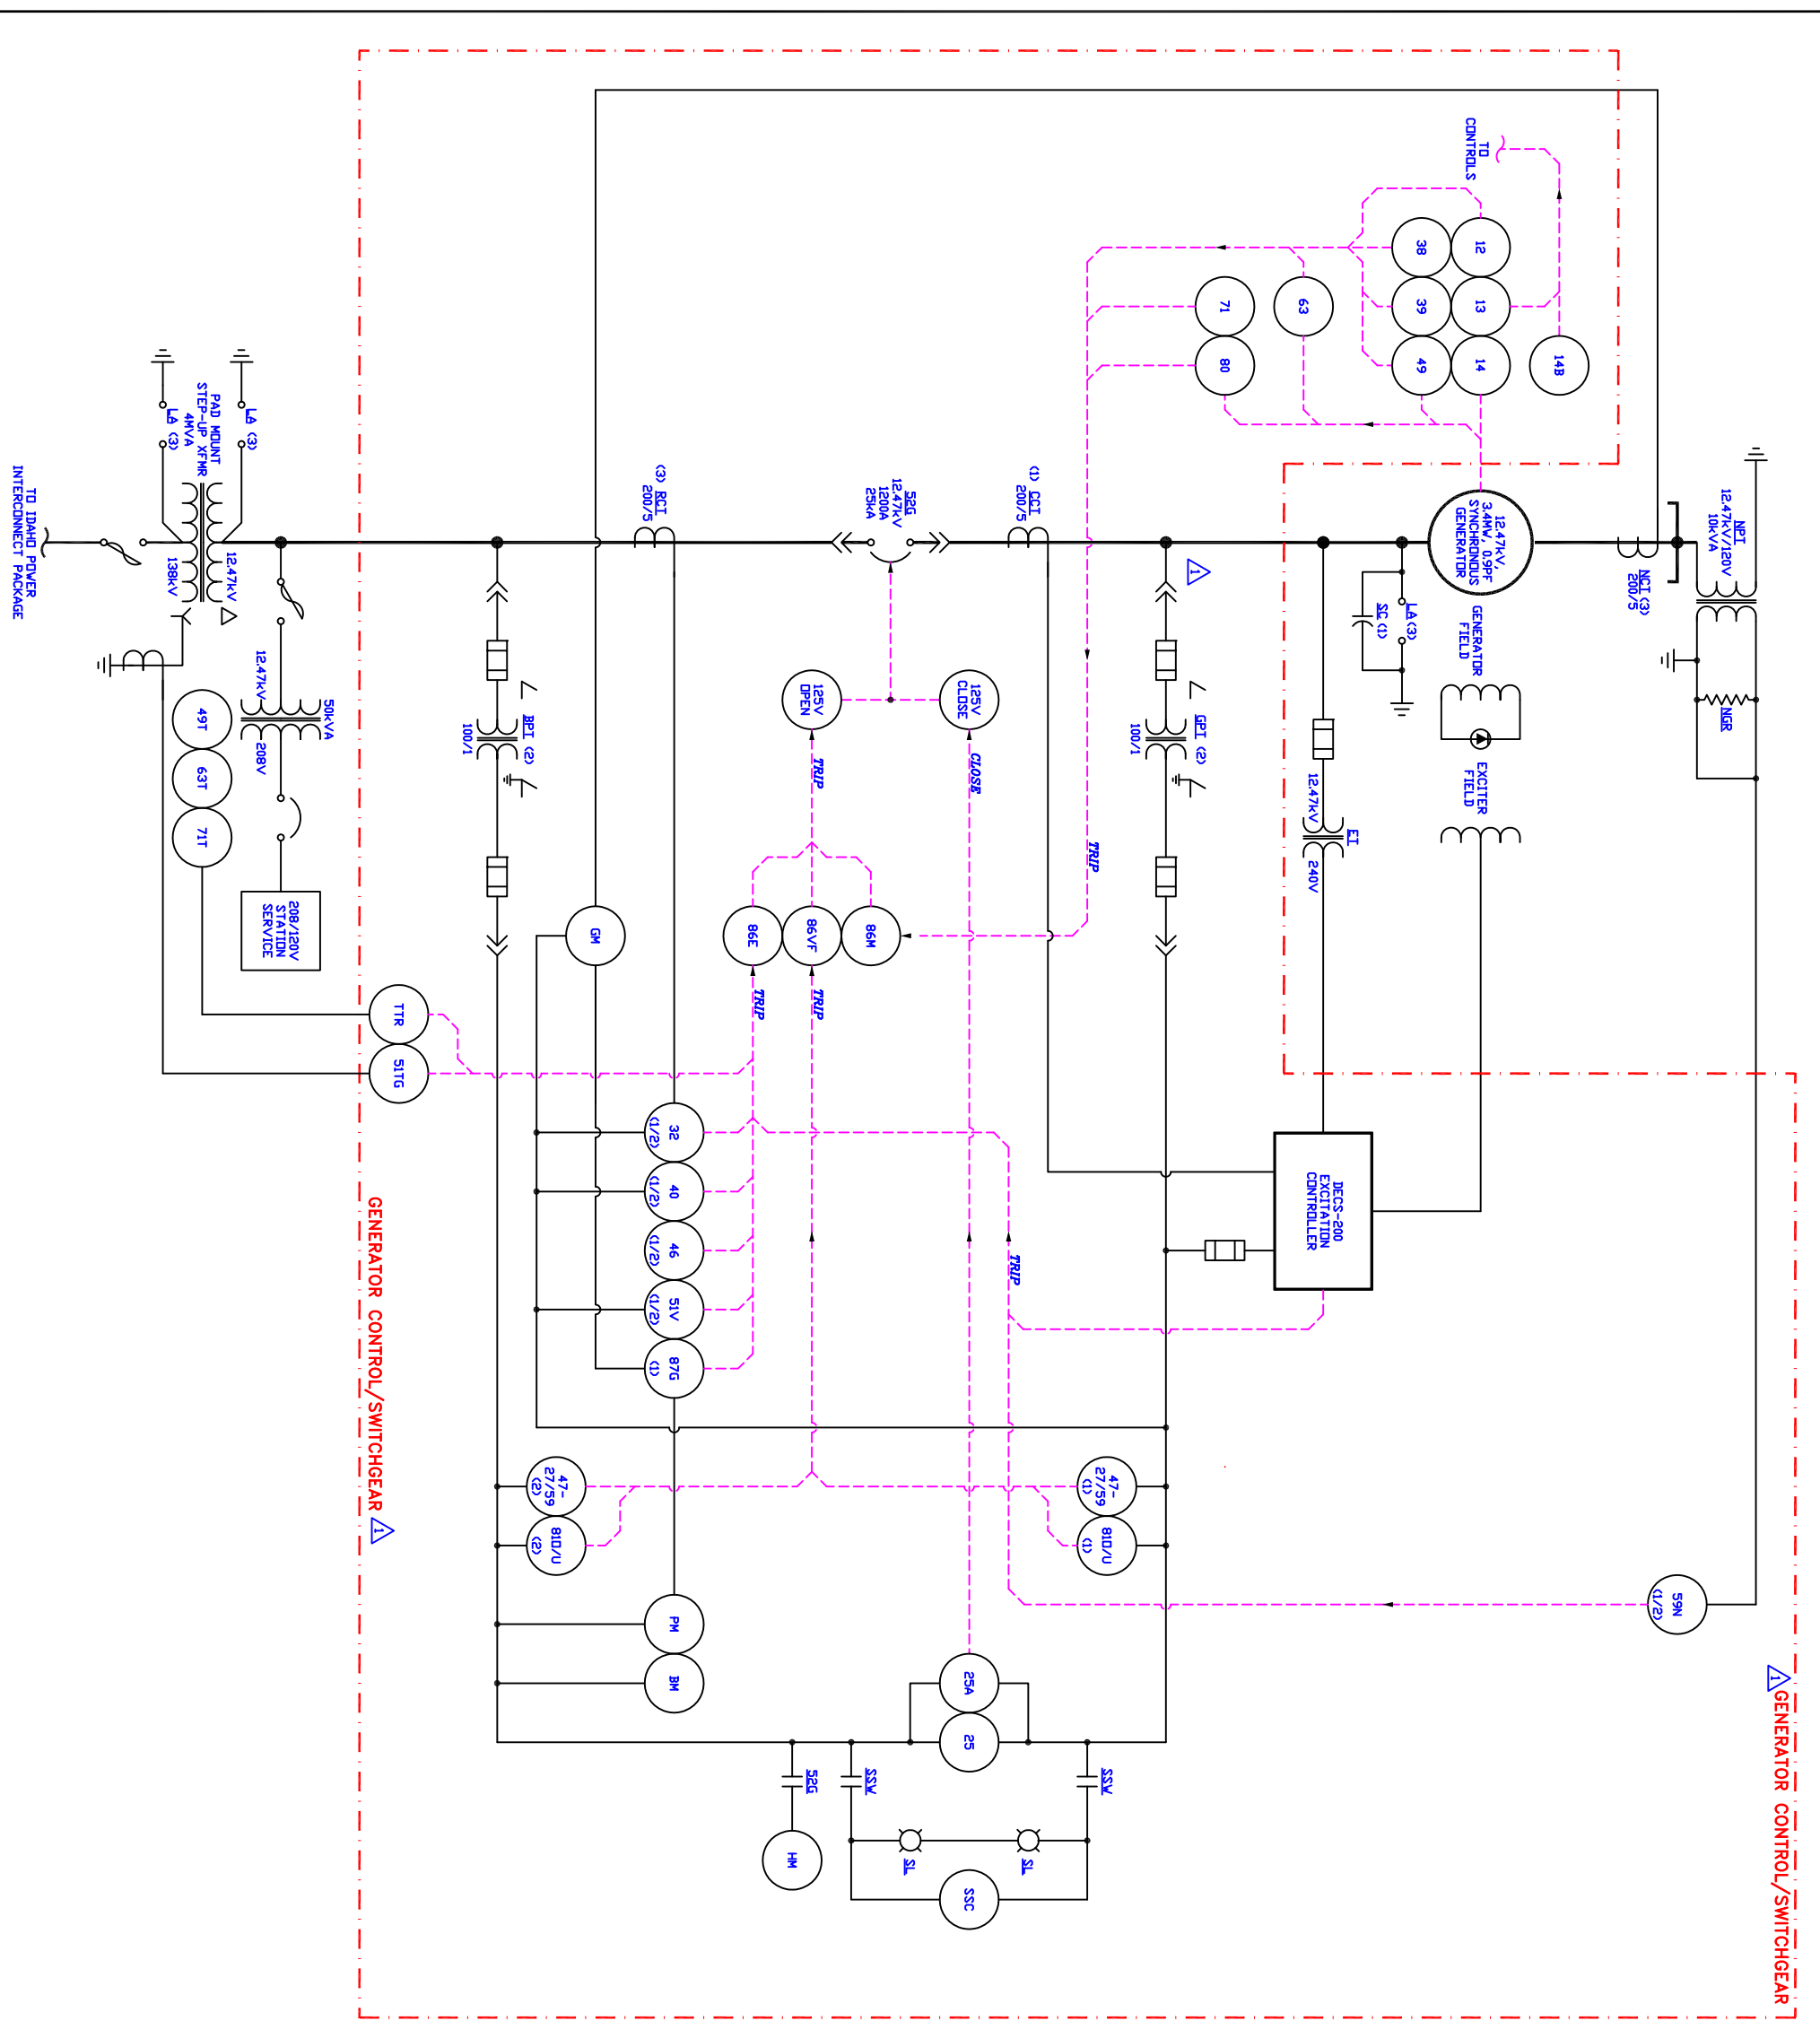 GENERATOR CONTROL/SWITCHGEAR
1
NPT
12.47kV/120V
10kVA
NGR
59N
(1/2)
NCT (3)
200/5
TO
CONTROLS
14B
12
13
14
38
39
49
12.47kV,
3.4MW, 0.9PF
SYNCHRONOUS
GENERATOR
GENERATOR
FIELD
EXCITER
FIELD
LA (3)
SC (1)
ET
12.47kV
240V
DECS-200
EXCITATION
CONTROLLER
63
71
80
1
GPT (2)
100/1
TRIP
47-
27/59
(1)
81O/U
(1)
SSW
(1) CCT
200/5
TRIP
SL
125V
CLOSE
CLOSE
25A
25
SSC
52G
12.47kV
1200A
25kA
86M
86VF
86E
SL
125V
OPEN
TRIP
TRIP
TRIP
SSW
52G
HM
(3) RCT
200/5
GM
32
(1/2)
40
(1/2)
46
(1/2)
51V
(1/2)
87G
(1)
PM
BM
BPT (2)
100/1
47-
27/59
(2)
81O/U
(2)
TTR
51TG
GENERATOR CONTROL/SWITCHGEAR
1
50kVA
12.47kV
208V
208/120V
STATION
SERVICE
LA (3)
LA (3)
PAD MOUNT
STEP-UP XFMR
4MVA
12.47kV
138kV
49T
63T
71T
TO IDAHO POWER
INTERCONNECT PACKAGE